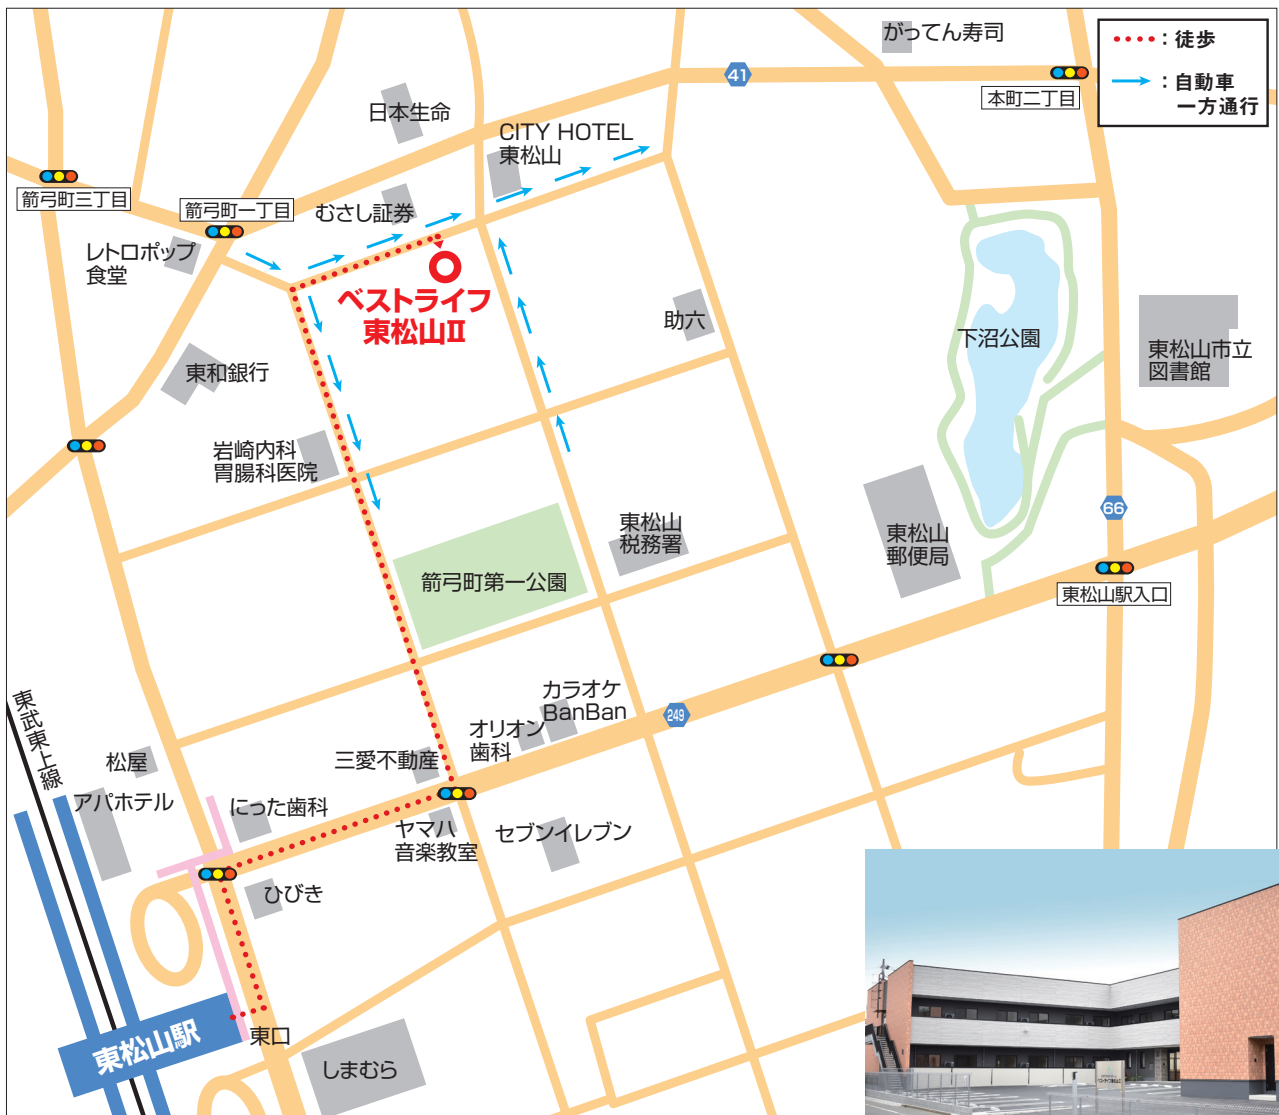 がってん寿司
: 徒歩
: 自動車
一方通行
41
本町二丁目
日本生命
CITY HOTEL
東松山
箭弓町三丁目
箭弓町一丁目
むさし証券
レトロポップ
食堂
ベストライフ
東松山Ⅱ
助六
下沼公園
東松山市立
図書館
東和銀行
岩崎内科
胃腸科医院
66
東松山
税務署
東松山
郵便局
箭弓町第一公園
東松山駅入口
東武東上線
カラオケ
BanBan
249
オリオン
歯科
三愛不動産
松屋
アパホテル
にった歯科
ヤマハ
音楽教室
セブンイレブン
ひびき
東松山駅
東口
しまむら